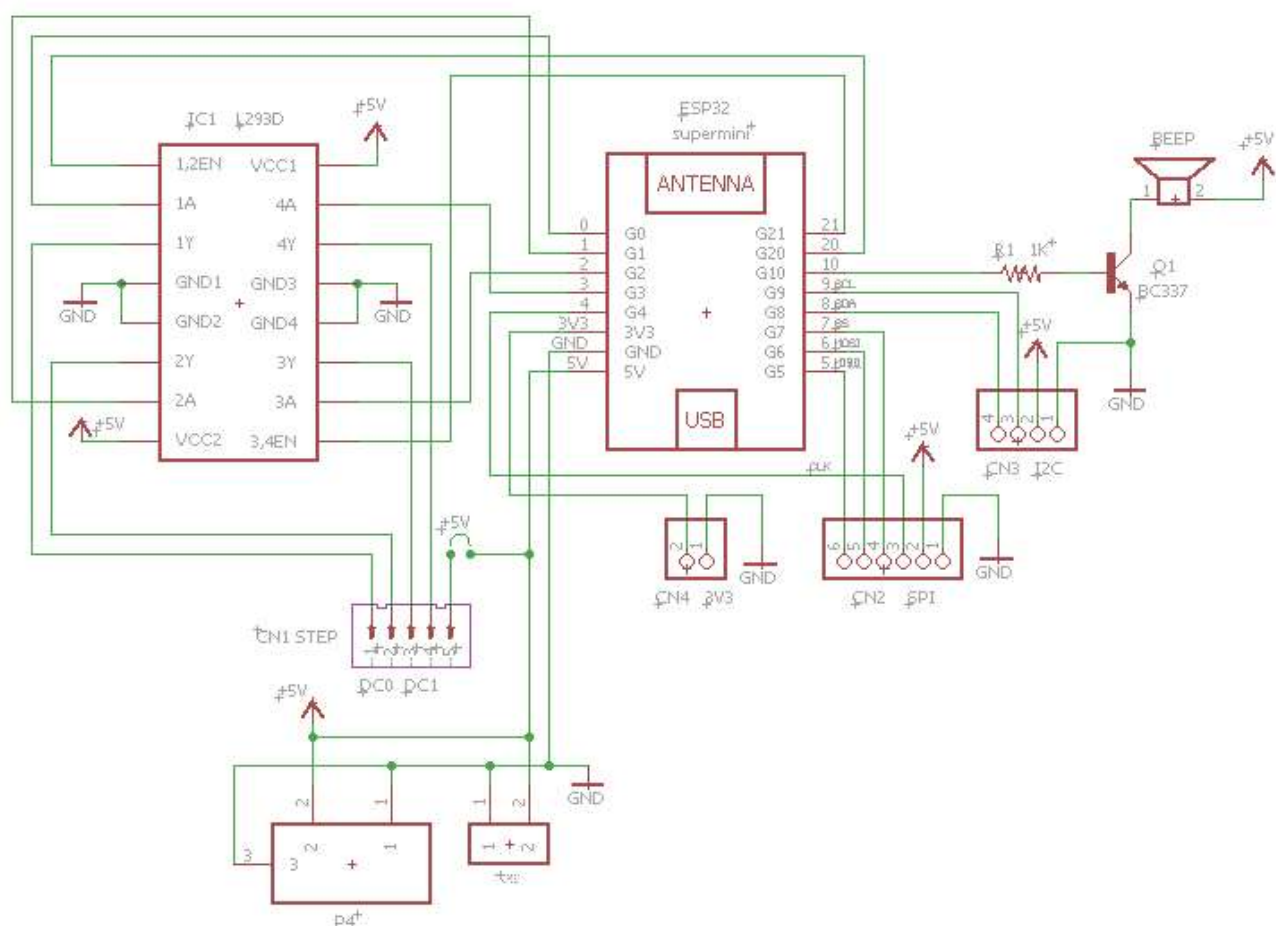 IC1 L293D
+5V
1,2EN VCC1
1A 4A
1Y 4Y
GND1 GND3
GND2 GND4
2Y 3Y
2A 3A
VCC2 3,4EN
GND
GND
+5V
ESP32
supermini
ANTENNA
0 G0 G21 21
1 G1 G20 20
2 G2 G10 10
3 G3 G9 9
4 G4 G8 8
3V3 3V3 G7 7
GND GND G6 6
5V 5V G5 5
USB
BEEP
1 2
+5V
R1 1K
Q1
BC337
+5V
GND
4 3 2 1
CN3 I2C
CLK
+5V
2 1
GND
CN4 3V3
6 5 4 3 2 1
GND
CN2 SPI
+5V
CN1 STEP
DC0 DC1
+5V
GND
2 1
1 2
3 3 2 1
1 2
P4